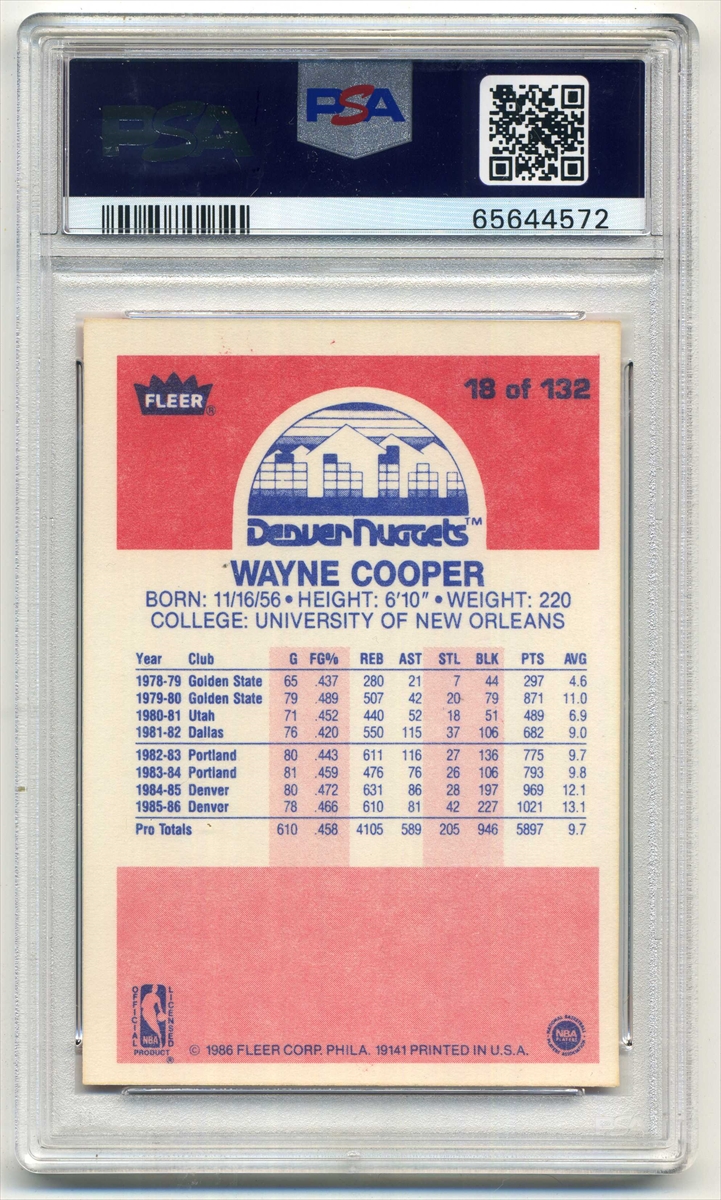 PSA PSA
65644572
FLEER® 18 of 132
Denver Nuggets™
WAYNE COOPER
BORN: 11/16/56 • HEIGHT: 6'10" • WEIGHT: 220
COLLEGE: UNIVERSITY OF NEW ORLEANS
Year Club G FG% REB AST STL BLK PTS AVG
1978-79 Golden State 65 .437 280 21 7 44 297 4.6
1979-80 Golden State 79 .489 507 42 20 79 871 11.0
1980-81 Utah 71 .452 440 52 18 51 489 6.9
1981-82 Dallas 76 .420 550 115 37 106 682 9.0
1982-83 Portland 80 .443 611 116 27 136 775 9.7
1983-84 Portland 81 .459 476 76 26 106 793 9.8
1984-85 Denver 80 .472 631 86 28 197 969 12.1
1985-86 Denver 78 .466 610 81 42 227 1021 13.1
Pro Totals 610 .458 4105 589 205 946 5897 9.7
OFFICIAL LICENSED
NBA
PRODUCT®
NATIONAL BASKETBALL
NBA
PLAYERS
PLAYERS ASSOCIATION
© 1986 FLEER CORP. PHILA. 19141 PRINTED IN U.S.A.